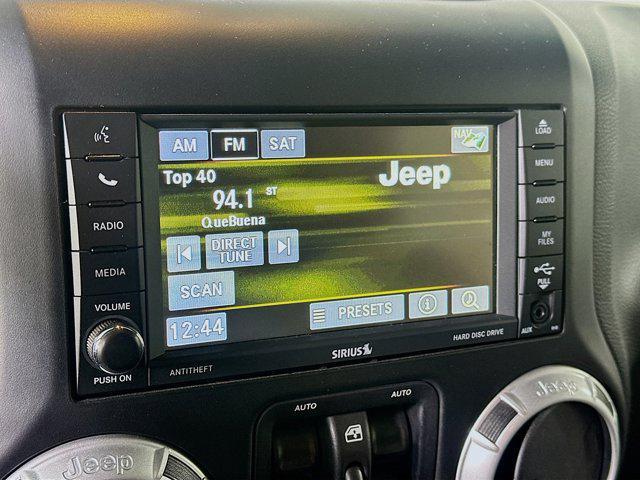 LOAD
AM FM SAT NAV
MENU
Top 40 Jeep
RADIO 94.1 ST AUDIO
QueBuena
MY
FILES
DIRECT
TUNE
MEDIA
PULL
SCAN
VOLUME
PRESETS
12:44
AUX
HARD DISC DRIVE
SIRIUS
PUSH ON
ANTITHEFT
AUTO AUTO
Jeep
Jeep